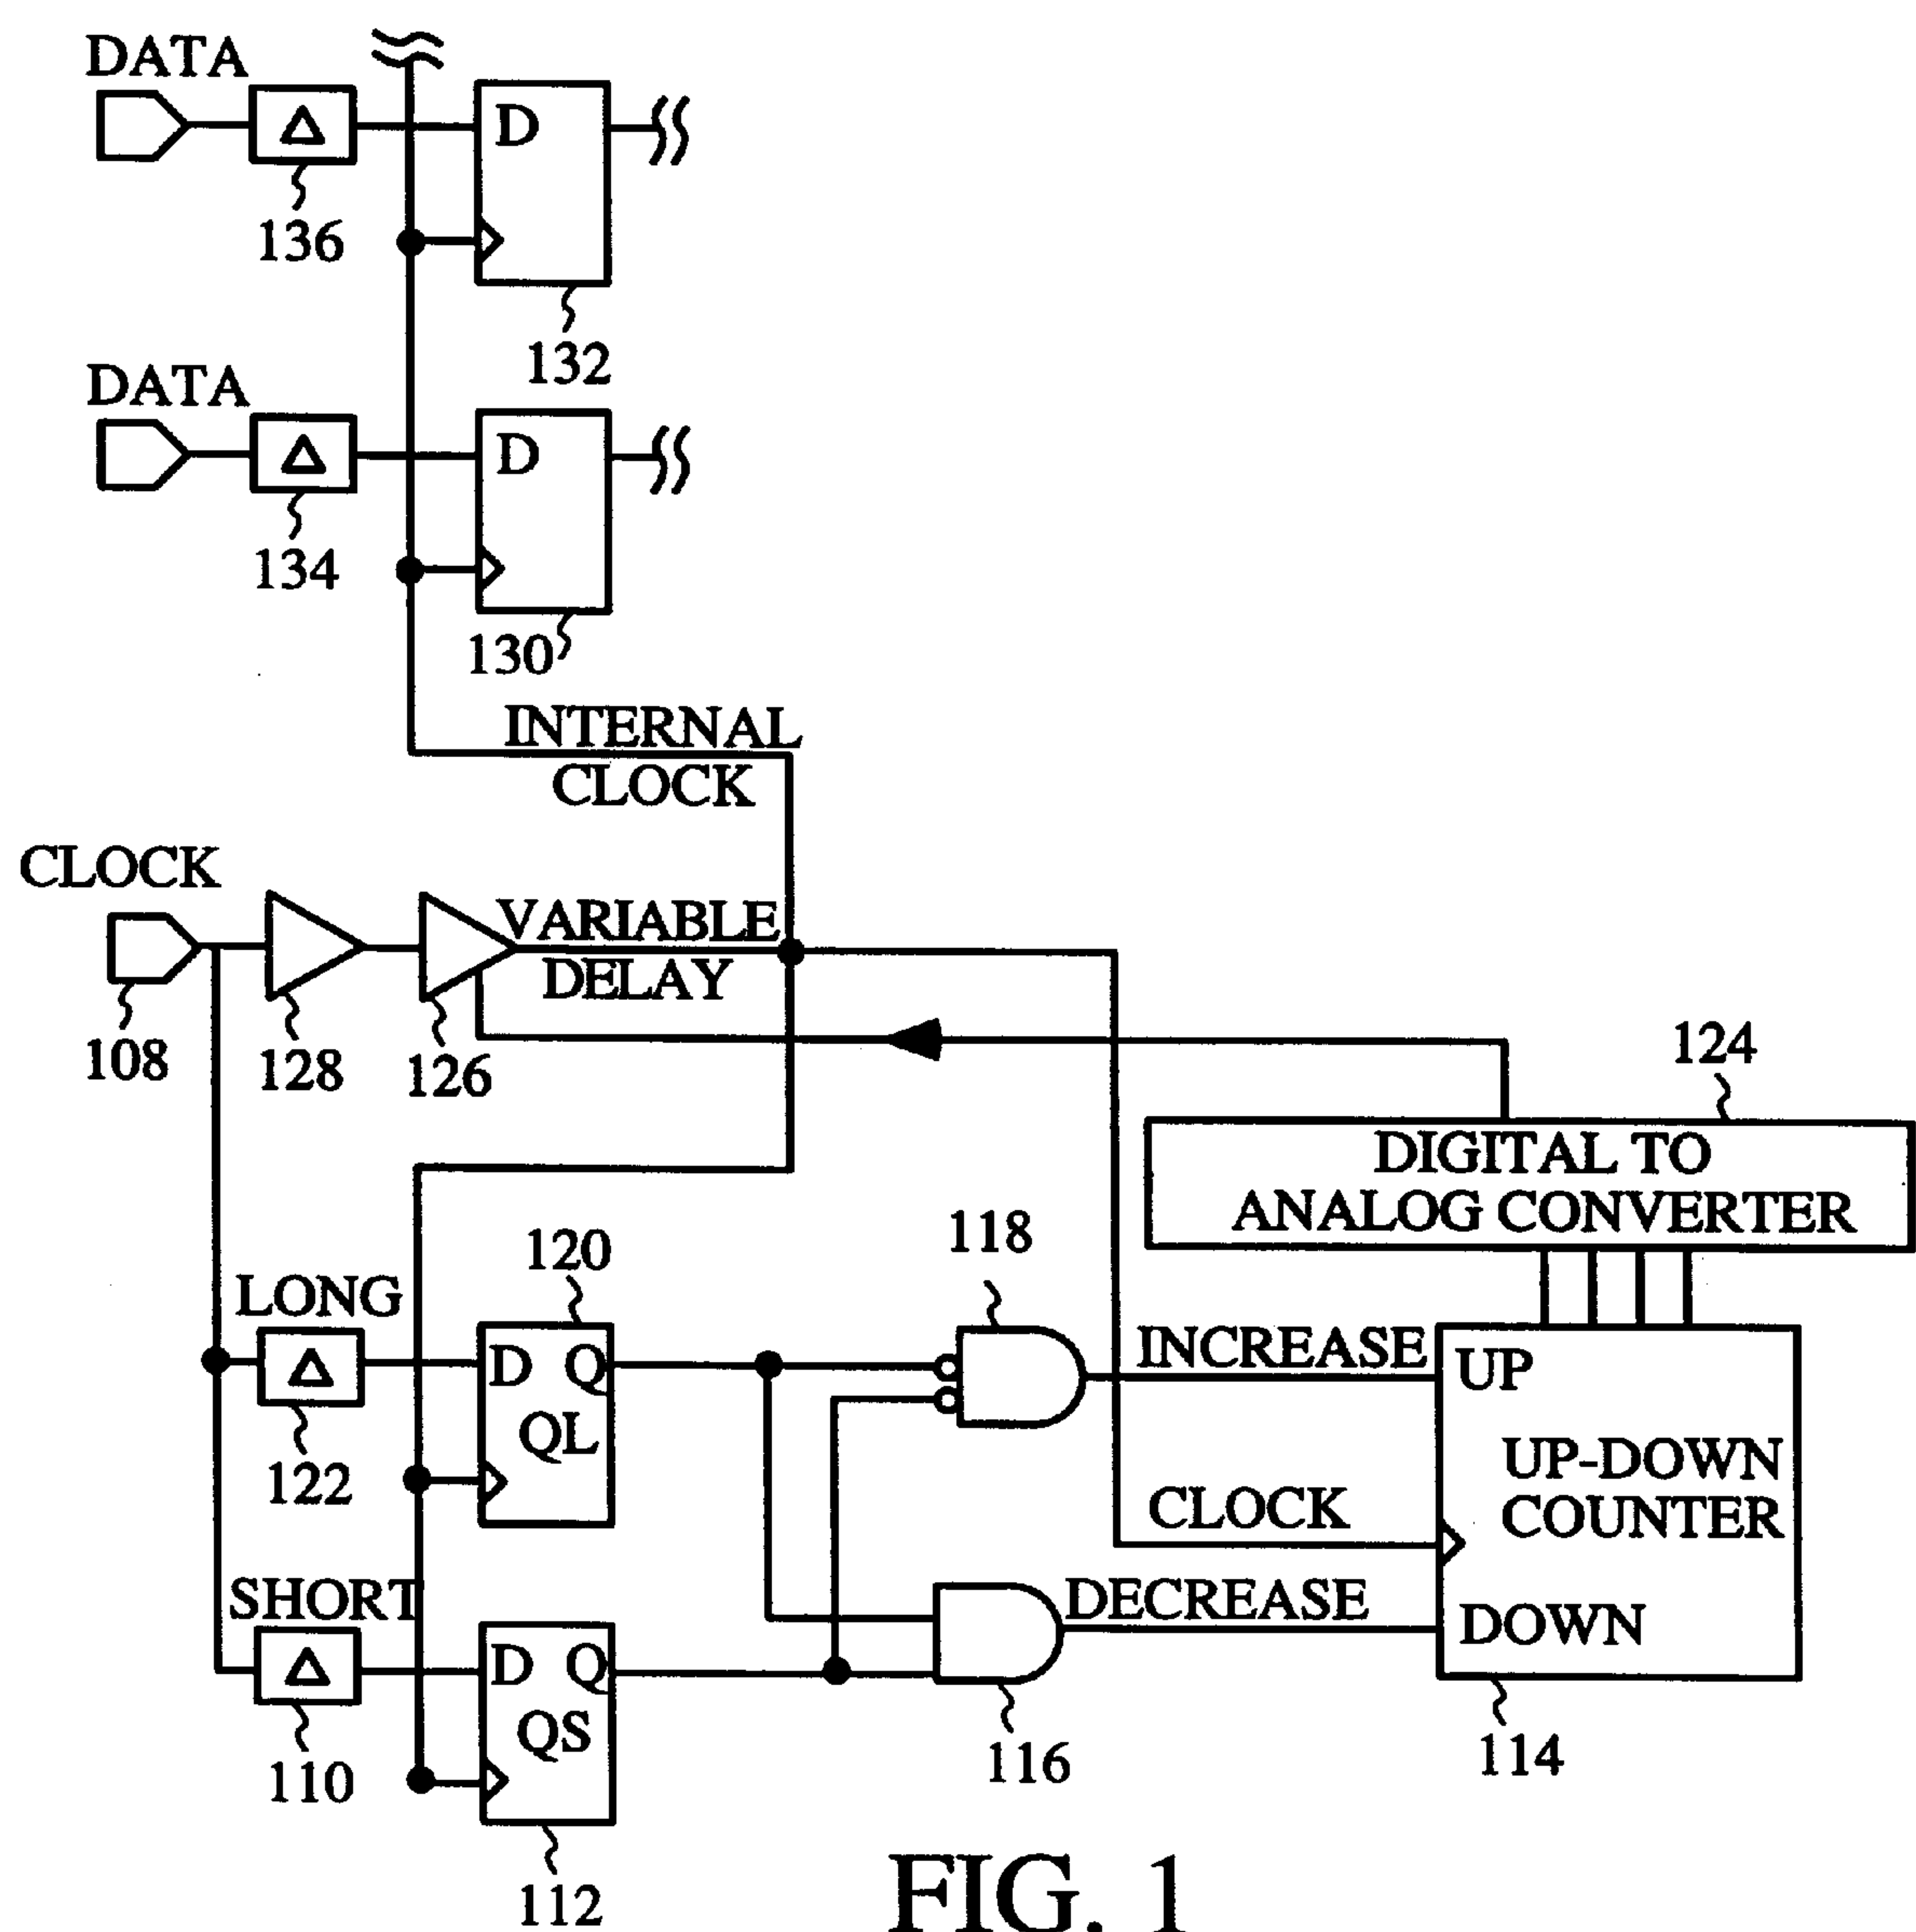 DATA
Δ
D
136
132
DATA
Δ
D
134
130
INTERNAL
CLOCK
CLOCK
VARIABLE
DELAY
108
128
126
124
DIGITAL TO
ANALOG CONVERTER
120
118
LONG
Δ
D Q
QL
122
INCREASE
UP
UP-DOWN
COUNTER
CLOCK
SHORT
Δ
D Q
QS
DECREASE
DOWN
110
116
114
112
FIG. 1